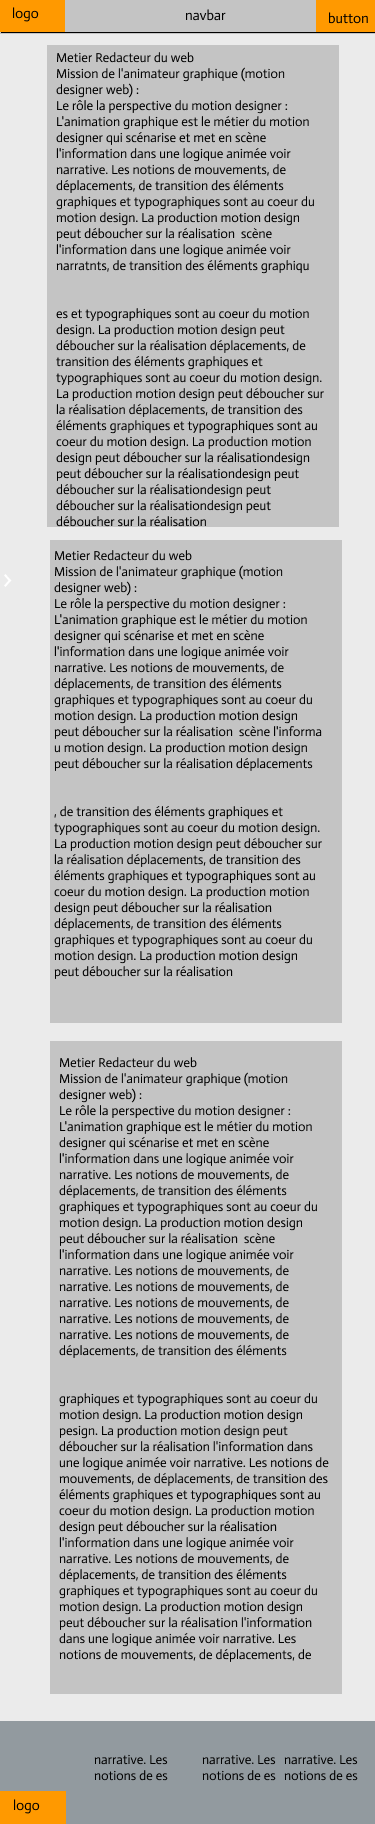 logo
navbar
button
Metier Redacteur du web
Mission de l'animateur graphique (motion
designer web) :
Le rôle la perspective du motion designer :
L'animation graphique est le métier du motion
designer qui scénarise et met en scène
l'information dans une logique animée voir
narrative. Les notions de mouvements, de
déplacements, de transition des éléments
graphiques et typographiques sont au coeur du
motion design. La production motion design
peut déboucher sur la réalisation  scène
l'information dans une logique animée voir
narratnts, de transition des éléments graphiqu
es et typographiques sont au coeur du motion
design. La production motion design peut
déboucher sur la réalisation déplacements, de
transition des éléments graphiques et
typographiques sont au coeur du motion design.
La production motion design peut déboucher sur
la réalisation déplacements, de transition des
éléments graphiques et typographiques sont au
coeur du motion design. La production motion
design peut déboucher sur la réalisationdesign
peut déboucher sur la réalisationdesign peut
déboucher sur la réalisationdesign peut
déboucher sur la réalisationdesign peut
déboucher sur la réalisation
Metier Redacteur du web
Mission de l'animateur graphique (motion
designer web) :
Le rôle la perspective du motion designer :
L'animation graphique est le métier du motion
designer qui scénarise et met en scène
l'information dans une logique animée voir
narrative. Les notions de mouvements, de
déplacements, de transition des éléments
graphiques et typographiques sont au coeur du
motion design. La production motion design
peut déboucher sur la réalisation  scène l'informa
u motion design. La production motion design
peut déboucher sur la réalisation déplacements
, de transition des éléments graphiques et
typographiques sont au coeur du motion design.
La production motion design peut déboucher sur
la réalisation déplacements, de transition des
éléments graphiques et typographiques sont au
coeur du motion design. La production motion
design peut déboucher sur la réalisation
déplacements, de transition des éléments
graphiques et typographiques sont au coeur du
motion design. La production motion design
peut déboucher sur la réalisation
Metier Redacteur du web
Mission de l'animateur graphique (motion
designer web) :
Le rôle la perspective du motion designer :
L'animation graphique est le métier du motion
designer qui scénarise et met en scène
l'information dans une logique animée voir
narrative. Les notions de mouvements, de
déplacements, de transition des éléments
graphiques et typographiques sont au coeur du
motion design. La production motion design
peut déboucher sur la réalisation  scène
l'information dans une logique animée voir
narrative. Les notions de mouvements, de
narrative. Les notions de mouvements, de
narrative. Les notions de mouvements, de
narrative. Les notions de mouvements, de
narrative. Les notions de mouvements, de
déplacements, de transition des éléments
graphiques et typographiques sont au coeur du
motion design. La production motion design
pesign. La production motion design peut
déboucher sur la réalisation l'information dans
une logique animée voir narrative. Les notions de
mouvements, de déplacements, de transition des
éléments graphiques et typographiques sont au
coeur du motion design. La production motion
design peut déboucher sur la réalisation
l'information dans une logique animée voir
narrative. Les notions de mouvements, de
déplacements, de transition des éléments
graphiques et typographiques sont au coeur du
motion design. La production motion design
peut déboucher sur la réalisation l'information
dans une logique animée voir narrative. Les
notions de mouvements, de déplacements, de
narrative. Les
notions de es
narrative. Les
notions de es
narrative. Les
notions de es
logo